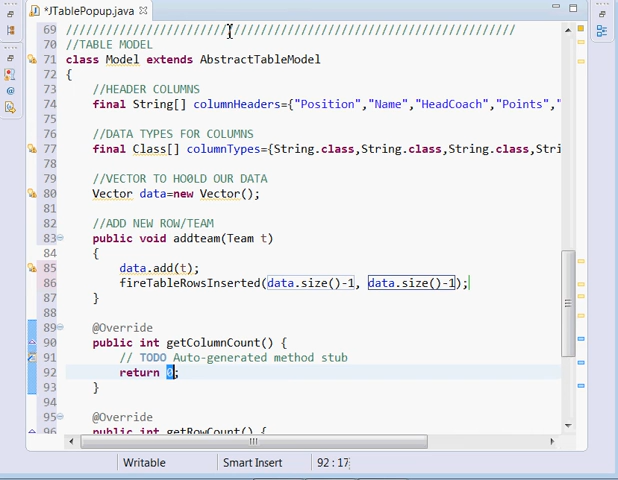 *JTablePopup.java
69 ///////////////////////////////////////////////////////////////////
70 //TABLE MODEL
71 class Model extends AbstractTableModel
72 {
73 //HEADER COLUMNS
74 final String[] columnHeaders={"Position","Name","HeadCoach","Points","
75
76 //DATA TYPES FOR COLUMNS
77 final Class[] columnTypes={String.class,String.class,String.class,Stri
78
79 //VECTOR TO HO0LD OUR DATA
80 Vector data=new Vector();
81
82 //ADD NEW ROW/TEAM
83 public void addteam(Team t)
84 {
85 data.add(t);
86 fireTableRowsInserted(data.size()-1, data.size()-1);
87 }
88
89 @Override
90 public int getColumnCount() {
91 // TODO Auto-generated method stub
92 return 0;
93 }
94
95 @Override
96 public int getRowCount() {
Writable Smart Insert 92 : 17